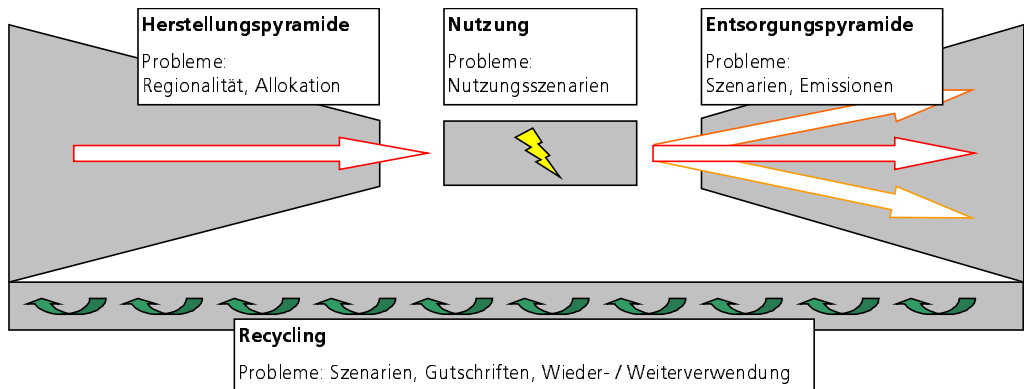 Herstellungspyramide
Probleme:
Regionalität, Allokation
Nutzung
Probleme:
Nutzungsszenarien
Entsorgungspyramide
Probleme:
Szenarien, Emissionen
Recycling
Probleme: Szenarien, Gutschriften, Wieder- / Weiterverwendung